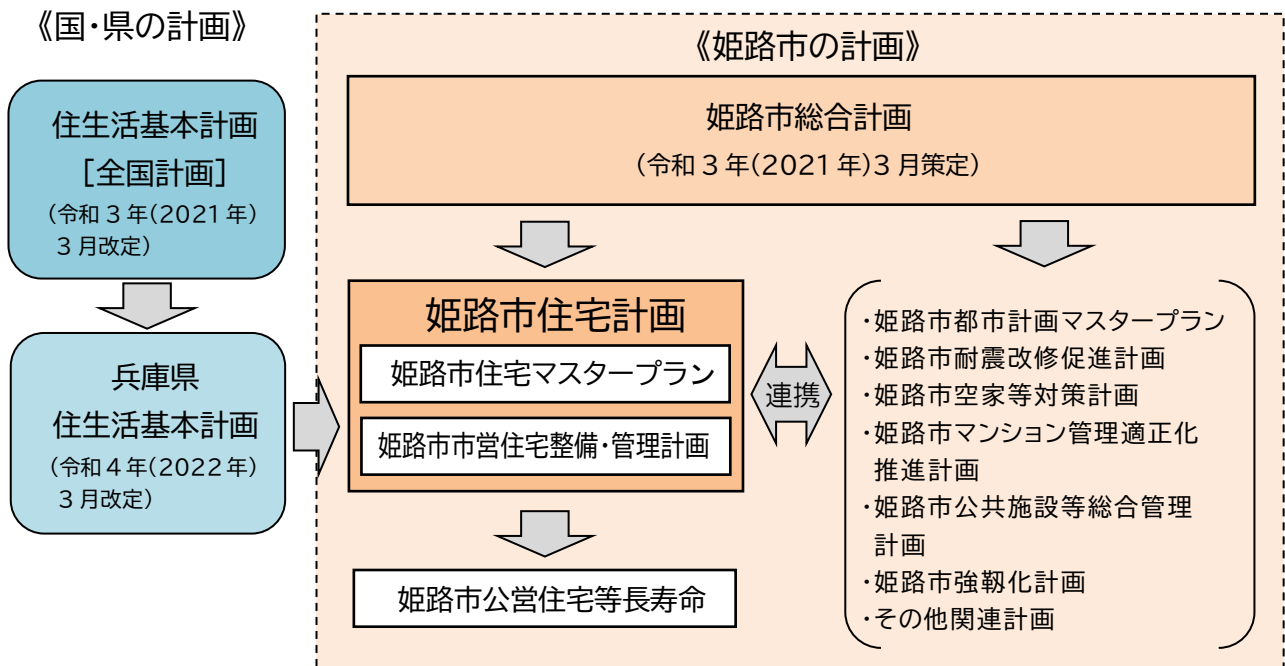 《国・県の計画》
住生活基本計画
［全国計画］
（令和３年（2021年）
３月改定）
兵庫県
住生活基本計画
（令和４年（2022年）
３月改定）
《姫路市の計画》
姫路市総合計画
（令和３年（2021年）３月策定）
姫路市住宅計画
姫路市住宅マスタープラン
姫路市市営住宅整備・管理計画
連携
・姫路市都市計画マスタープラン
・姫路市耐震改修促進計画
・姫路市空家等対策計画
・姫路市マンション管理適正化
推進計画
・姫路市公共施設等総合管理
計画
・姫路市強靱化計画
・その他関連計画
姫路市公営住宅等長寿命